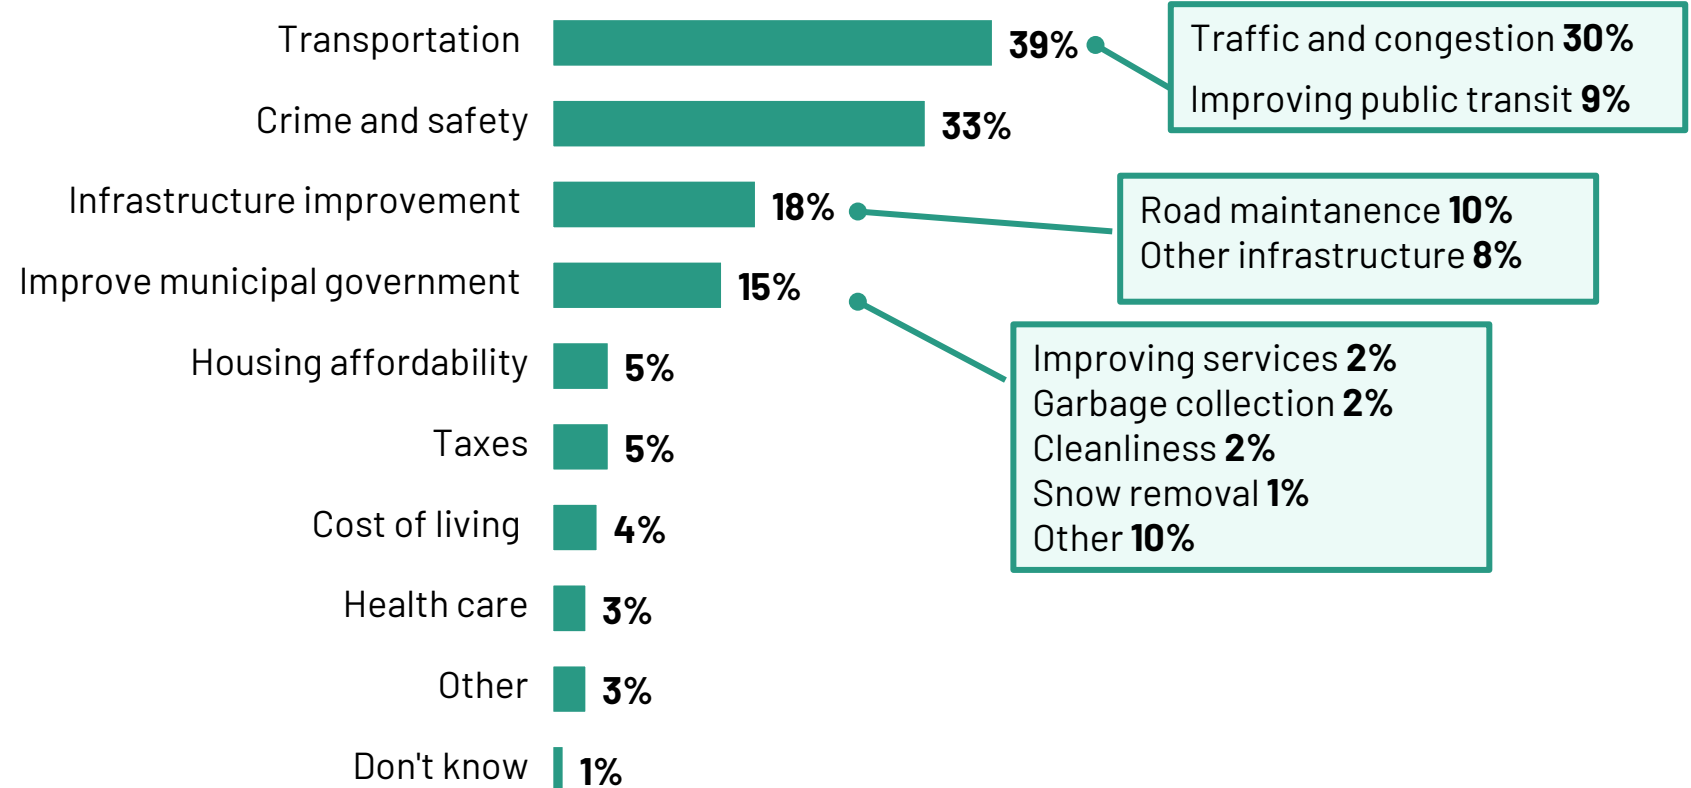 Transportation 39%
Traffic and congestion 30%
Improving public transit 9%
Crime and safety 33%
Infrastructure improvement 18%
Road maintanence 10%
Other infrastructure 8%
Improve municipal government 15%
Improving services 2%
Garbage collection 2%
Cleanliness 2%
Snow removal 1%
Other 10%
Housing affordability 5%
Taxes 5%
Cost of living 4%
Health care 3%
Other 3%
Don't know 1%